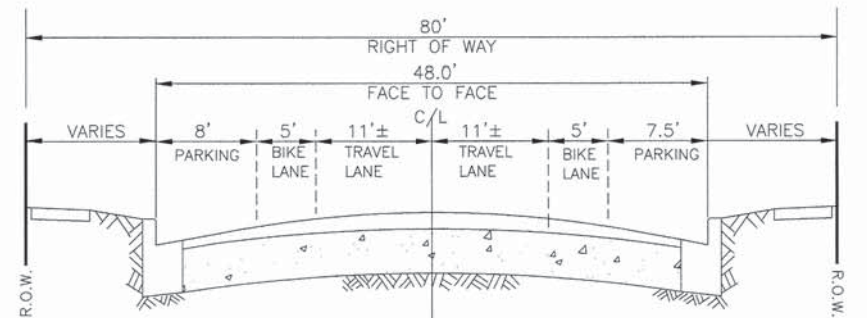 80'
RIGHT OF WAY
48.0'
FACE TO FACE
C/L
VARIES
8'
PARKING
5'
BIKE
LANE
11'±
TRAVEL
LANE
11'±
TRAVEL
LANE
5'
BIKE
LANE
7.5'
PARKING
VARIES
R.O.W.
R.O.W.